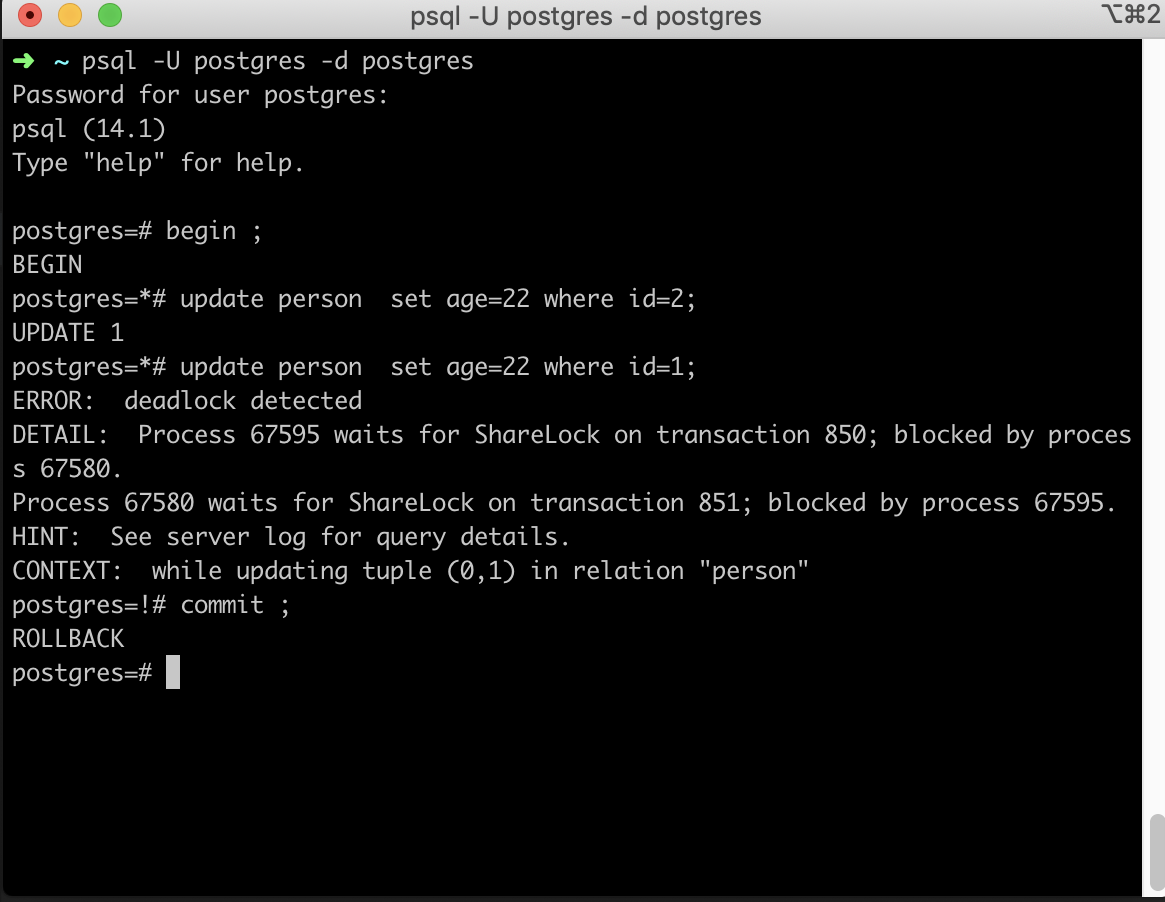 psql -U postgres -d postgres
⌥⌘2
➜ ~ psql -U postgres -d postgres
Password for user postgres:
psql (14.1)
Type "help" for help.
postgres=# begin ;
BEGIN
postgres=*# update person  set age=22 where id=2;
UPDATE 1
postgres=*# update person  set age=22 where id=1;
ERROR:  deadlock detected
DETAIL:  Process 67595 waits for ShareLock on transaction 850; blocked by proces
s 67580.
Process 67580 waits for ShareLock on transaction 851; blocked by process 67595.
HINT:  See server log for query details.
CONTEXT:  while updating tuple (0,1) in relation "person"
postgres=!# commit ;
ROLLBACK
postgres=#